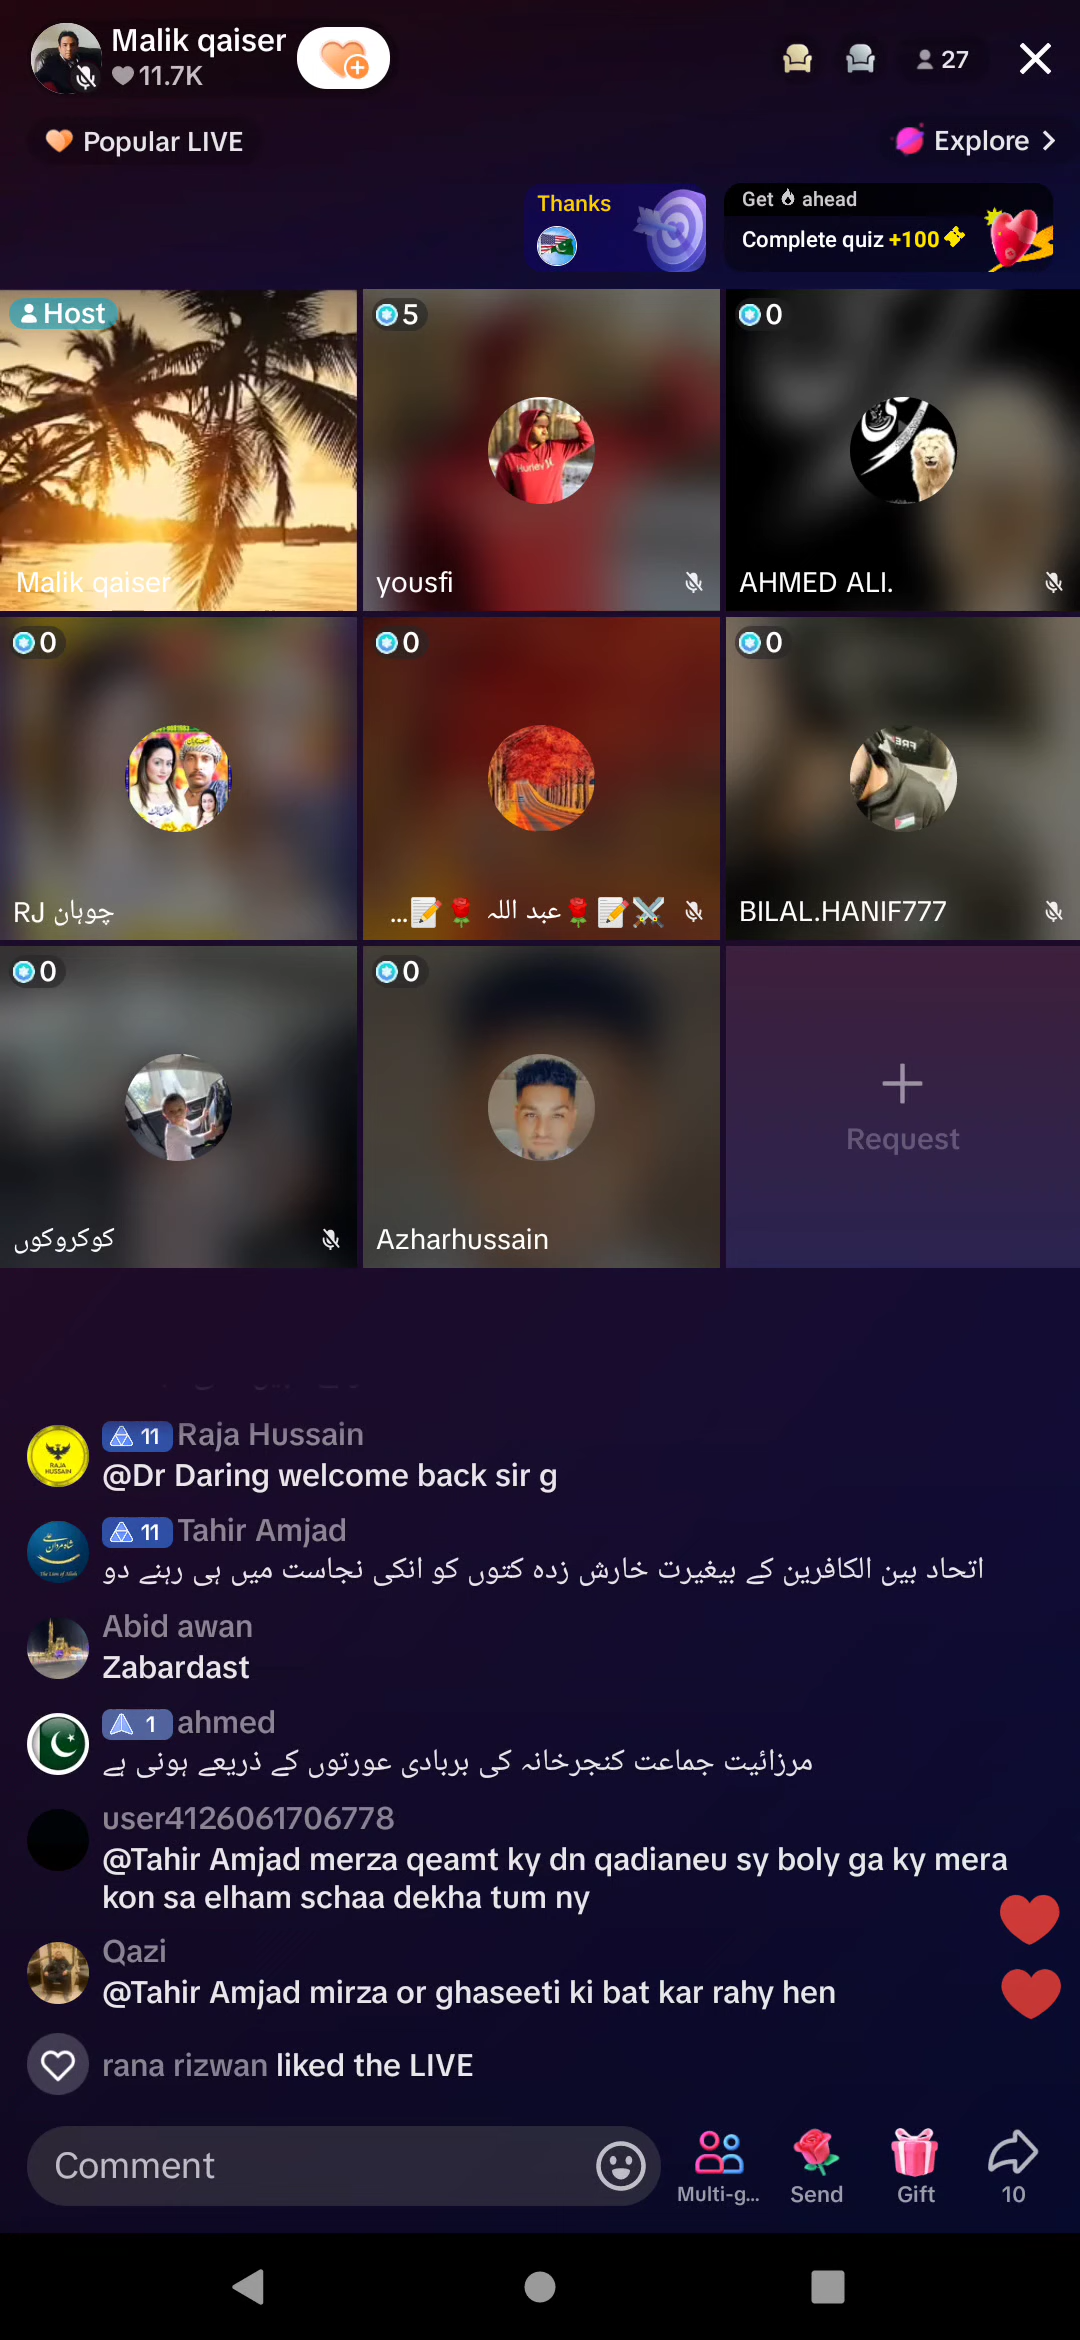 Malik qaiser
11.7K
27
Popular LIVE
Explore
Thanks
Get ahead
Complete quiz +100
Host
5
0
Malik qaiser
yousfi
AHMED ALI.
0
0
0
RJ چوہان
⚔️📝🌹عبد اللہ 🌹📝...
BILAL.HANIF777
0
0
Request
کوکروکوں
Azharhussain
11 Raja Hussain
@Dr Daring welcome back sir g
11 Tahir Amjad
اتحاد بین الکافرین کے بیغیرت خارش زدہ کتوں کو انکی نجاست میں ہی رہنے دو
Abid awan
Zabardast
1 ahmed
مرزائیت جماعت کنجرخانہ کی بربادی عورتوں کے ذریعے ہونی ہے
user4126061706778
@Tahir Amjad merza qeamt ky dn qadianeu sy boly ga ky mera
kon sa elham schaa dekha tum ny
Qazi
@Tahir Amjad mirza or ghaseeti ki bat kar rahy hen
rana rizwan liked the LIVE
Comment
Multi-g...
Send
Gift
10